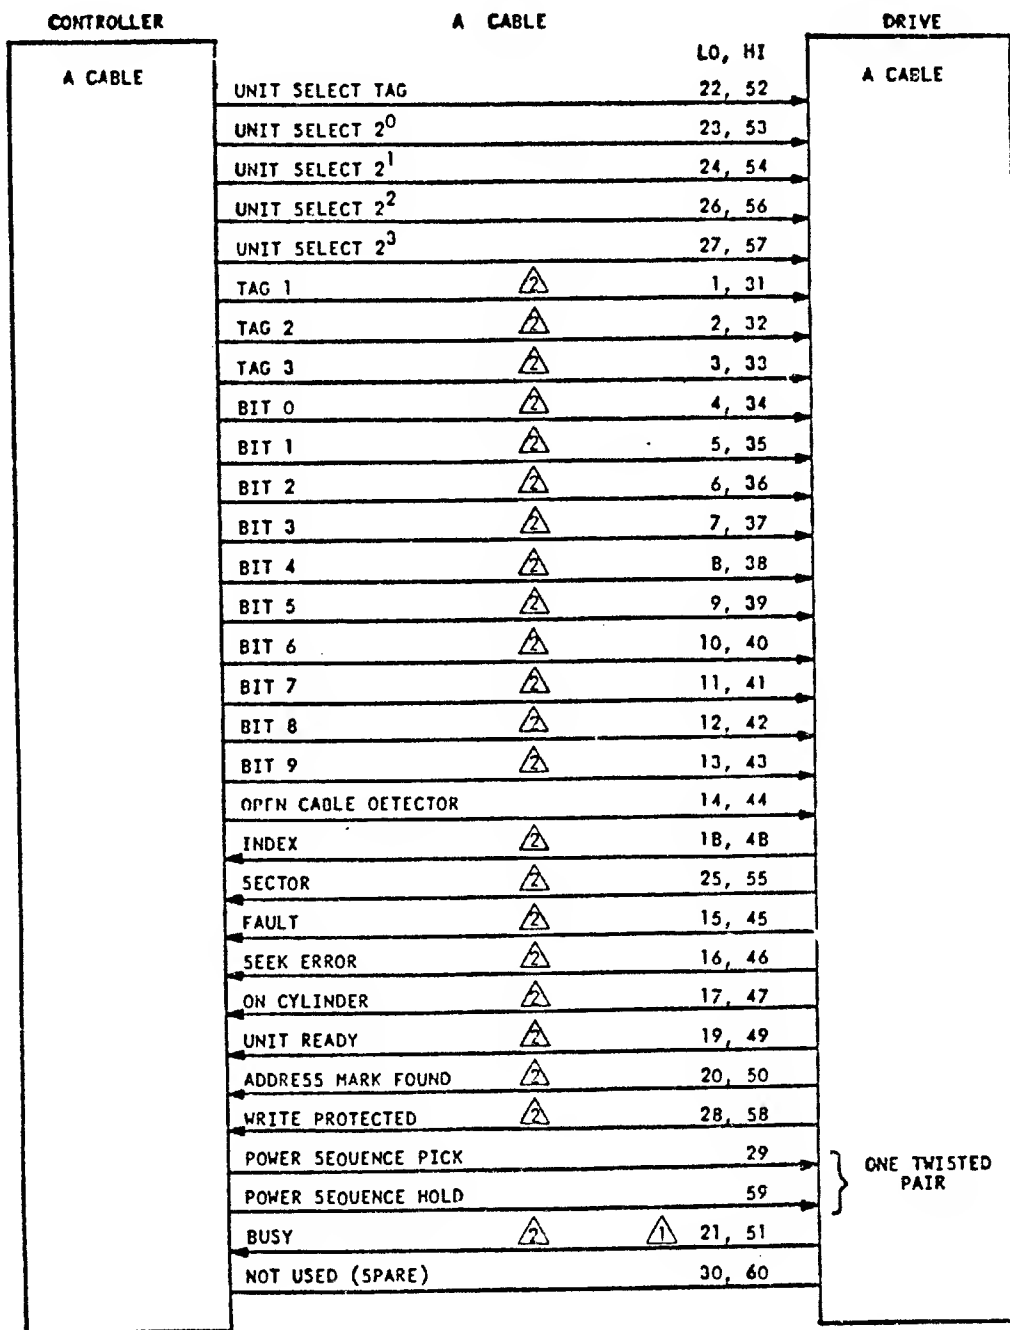 CONTROLLER A CABLE DRIVE
LO, HI
A CABLE A CABLE
UNIT SELECT TAG 22, 52
UNIT SELECT 2⁰ 23, 53
UNIT SELECT 2¹ 24, 54
UNIT SELECT 2² 26, 56
UNIT SELECT 2³ 27, 57
TAG 1 2 1, 31
TAG 2 2 2, 32
TAG 3 2 3, 33
BIT 0 2 4, 34
BIT 1 2 5, 35
BIT 2 2 6, 36
BIT 3 2 7, 37
BIT 4 2 8, 38
BIT 5 2 9, 39
BIT 6 2 10, 40
BIT 7 2 11, 41
BIT 8 2 12, 42
BIT 9 2 13, 43
OPEN CABLE DETECTOR 14, 44
INDEX 2 18, 48
SECTOR 2 25, 55
FAULT 2 15, 45
SEEK ERROR 2 16, 46
ON CYLINDER 2 17, 47
UNIT READY 2 19, 49
ADDRESS MARK FOUND 2 20, 50
WRITE PROTECTED 2 28, 58
POWER SEQUENCE PICK 29
ONE TWISTED
PAIR
POWER SEQUENCE HOLD 59
BUSY 2 1 21, 51
NOT USED (SPARE) 30, 60